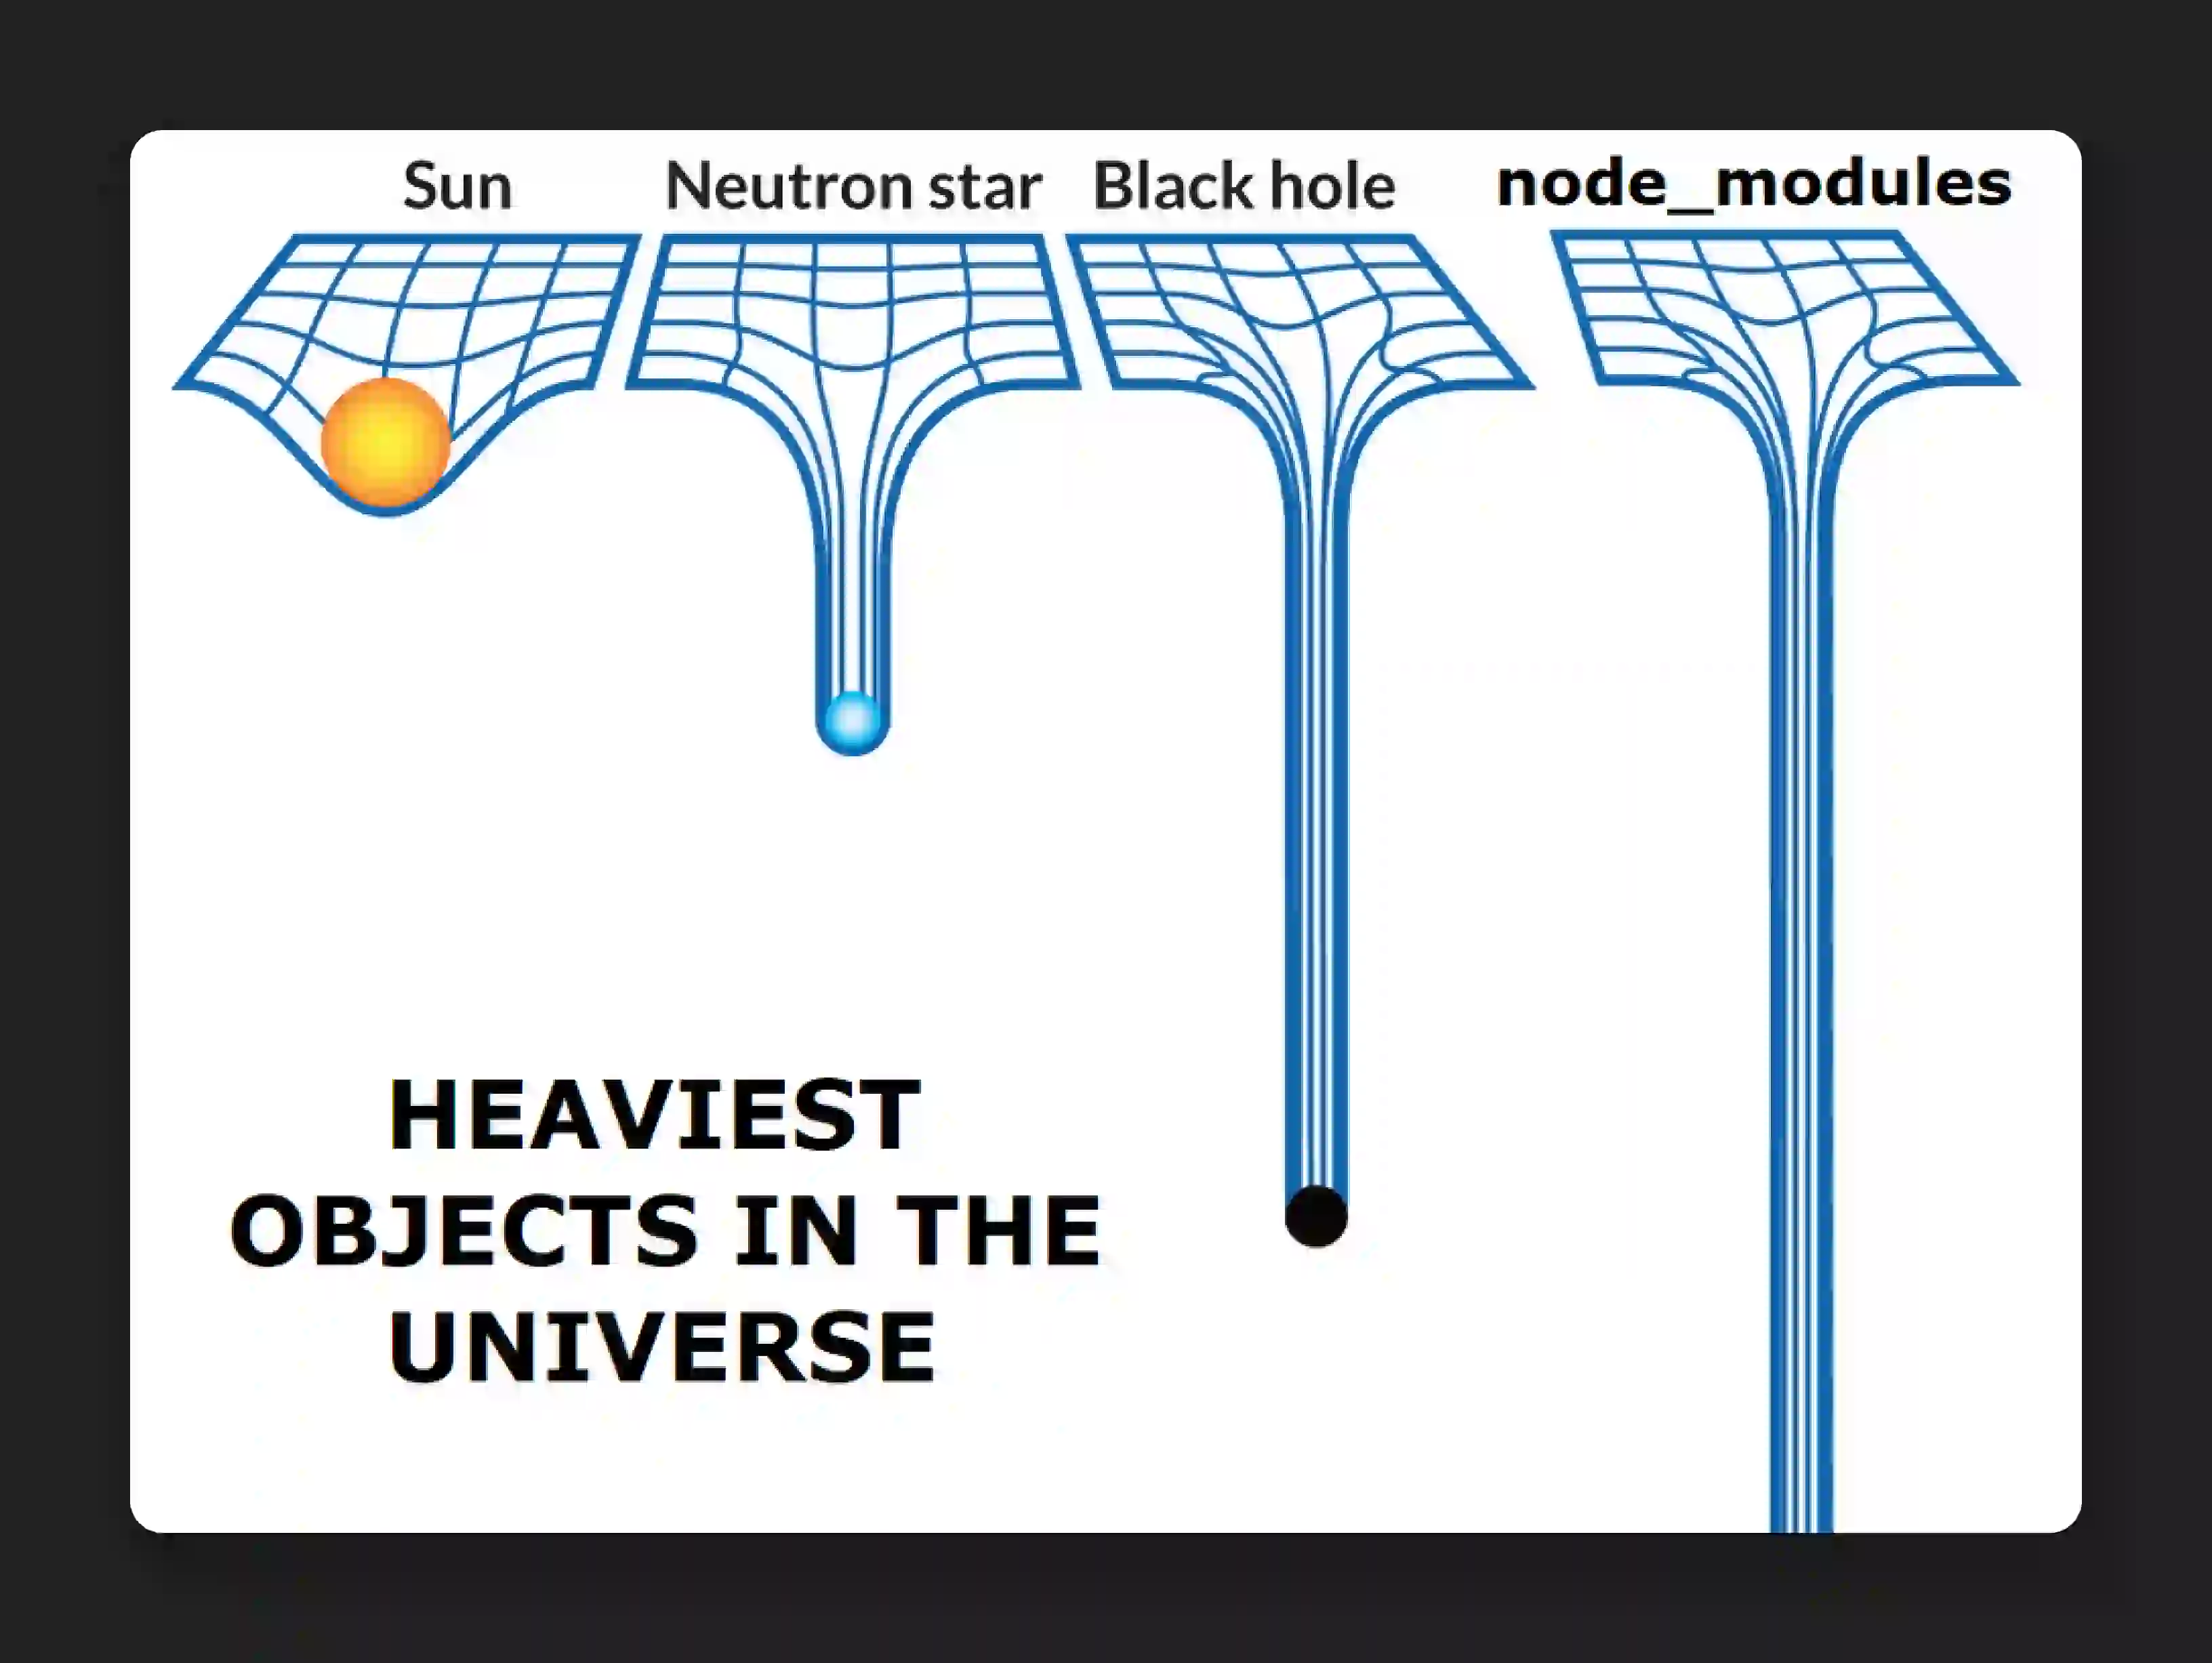 Sun
Neutron star
Black hole
node_modules
HEAVIEST
OBJECTS IN THE
UNIVERSE